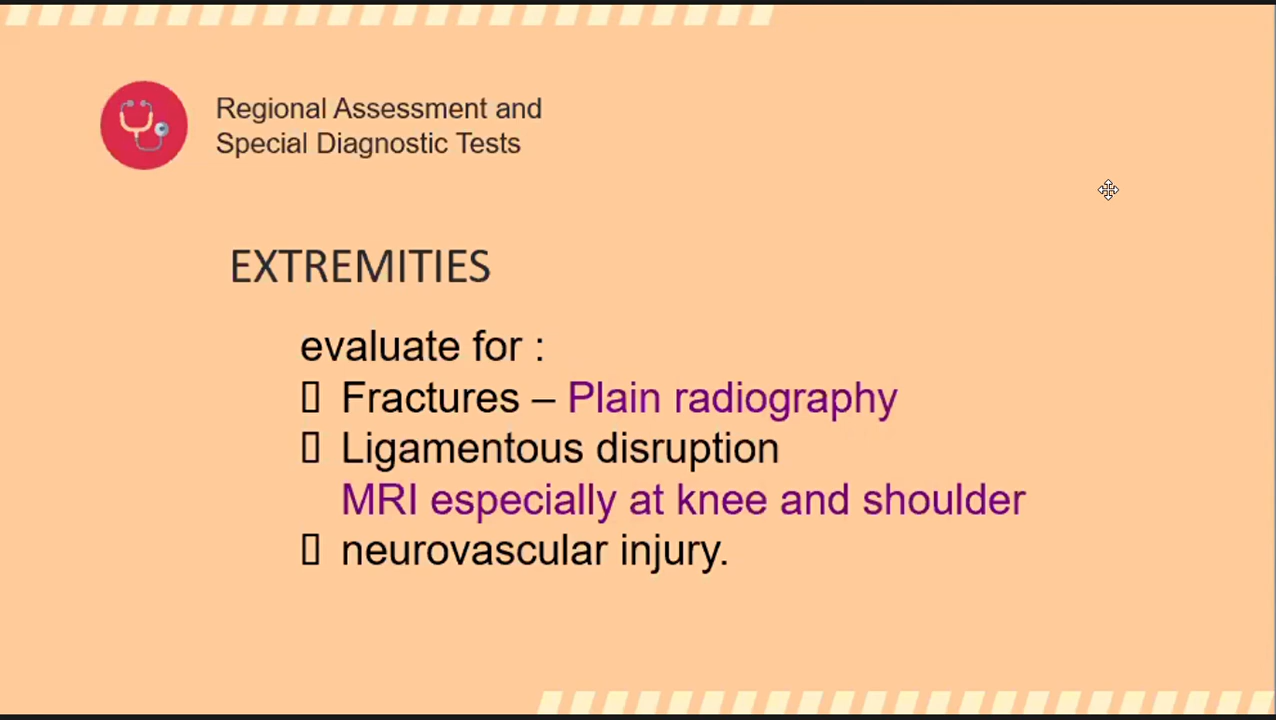 Regional Assessment and
Special Diagnostic Tests
EXTREMITIES
evaluate for :
▯ Fractures – Plain radiography
▯ Ligamentous disruption
MRI especially at knee and shoulder
▯ neurovascular injury.